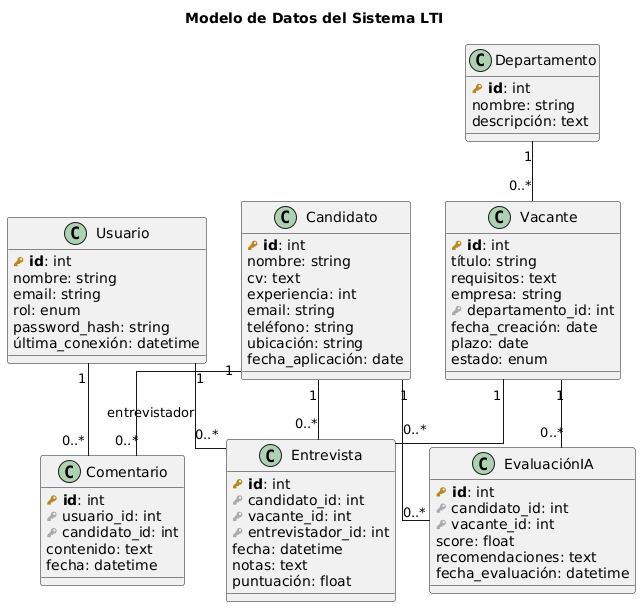 Modelo de Datos del Sistema LTI
C Departamento
id: int
nombre: string
descripción: text
1
0..*
C Usuario
id: int
nombre: string
email: string
rol: enum
password_hash: string
última_conexión: datetime
C Candidato
id: int
nombre: string
cv: text
experiencia: int
email: string
teléfono: string
ubicación: string
fecha_aplicación: date
C Vacante
id: int
título: string
requisitos: text
empresa: string
departamento_id: int
fecha_creación: date
plazo: date
estado: enum
1
1
1
1
1
1
1
entrevistador
0..*
0..*
0..*
0..*
0..*
0..*
0..*
C Comentario
id: int
usuario_id: int
candidato_id: int
contenido: text
fecha: datetime
C Entrevista
id: int
candidato_id: int
vacante_id: int
entrevistador_id: int
fecha: datetime
notas: text
puntuación: float
C EvaluaciónIA
id: int
candidato_id: int
vacante_id: int
score: float
recomendaciones: text
fecha_evaluación: datetime